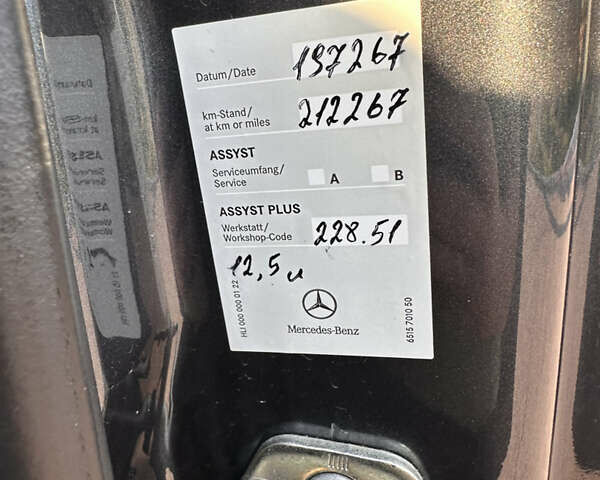 Datum/Date 197267
km-Stand/
at km or miles 212267
ASSYST
Serviceumfang/
Service A B
ASSYST PLUS
Werkstatt/
Workshop-Code 228.51
12,5 л
Mercedes-Benz
HLI 000 000 01 22
6515 7010 50